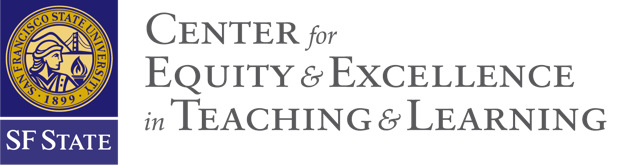 SAN FRANCISCO STATE UNIVERSITY
· 1899 ·
SF STATE
CENTER for
EQUITY & EXCELLENCE
in TEACHING & LEARNING